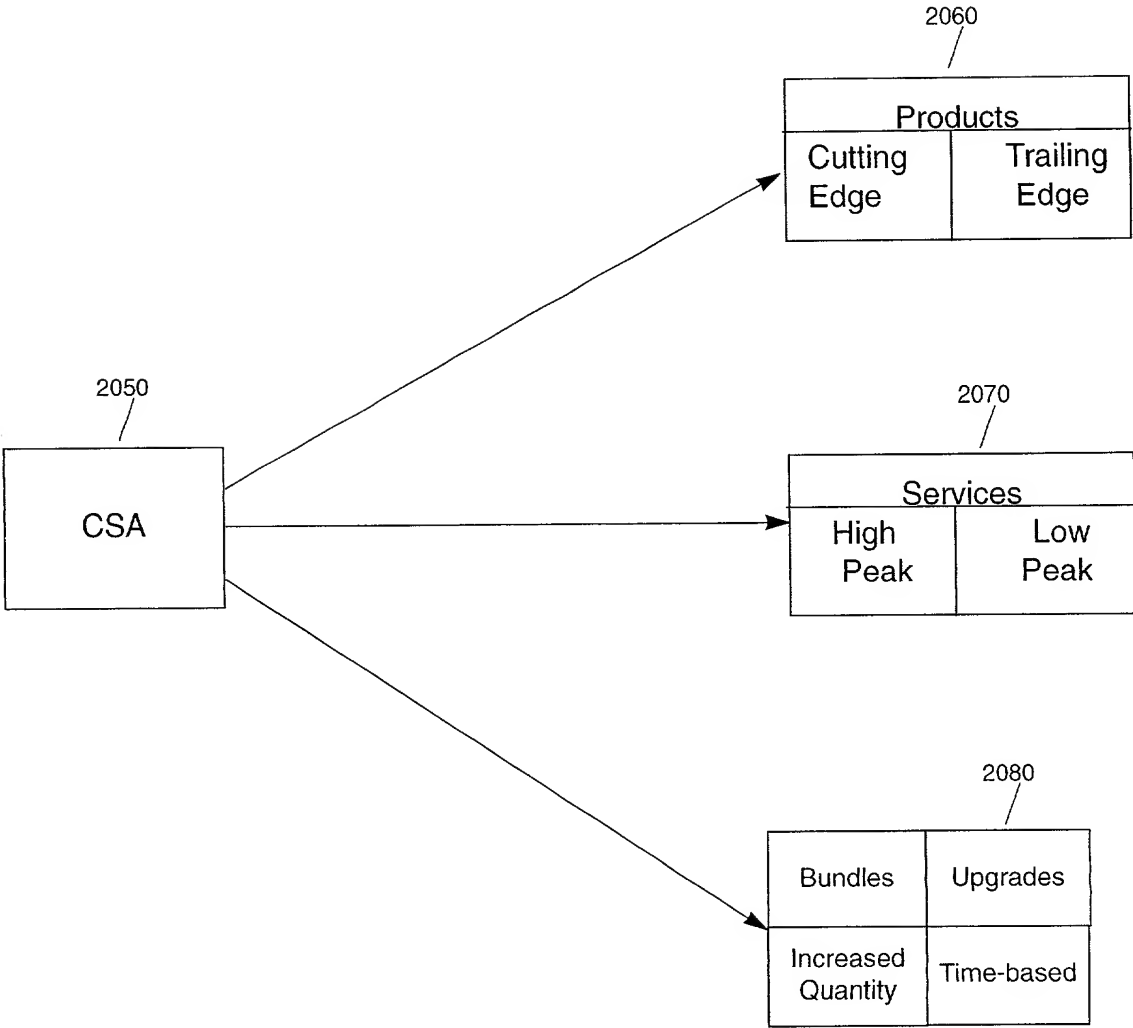 2060
Products
Cutting Edge
Trailing Edge
2050
CSA
2070
Services
High Peak
Low Peak
2080
Bundles
Upgrades
Increased Quantity
Time-based